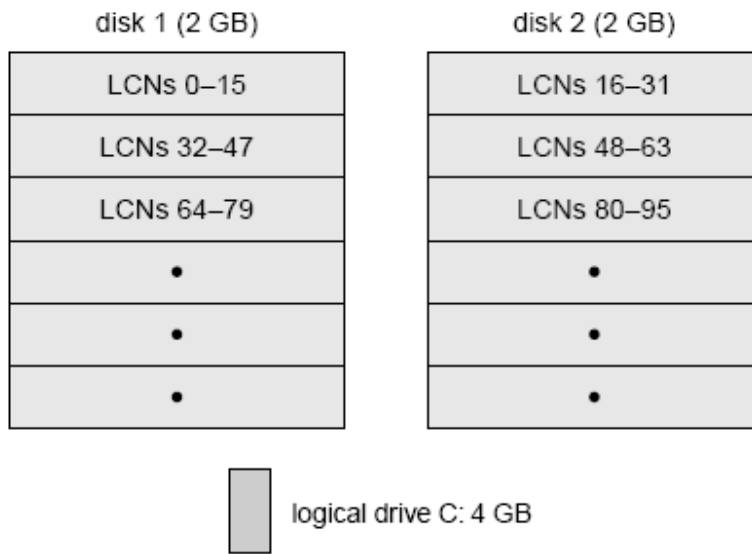 disk 1 (2 GB)
disk 2 (2 GB)
LCNs 0–15
LCNs 16–31
LCNs 32–47
LCNs 48–63
LCNs 64–79
LCNs 80–95
logical drive C: 4 GB